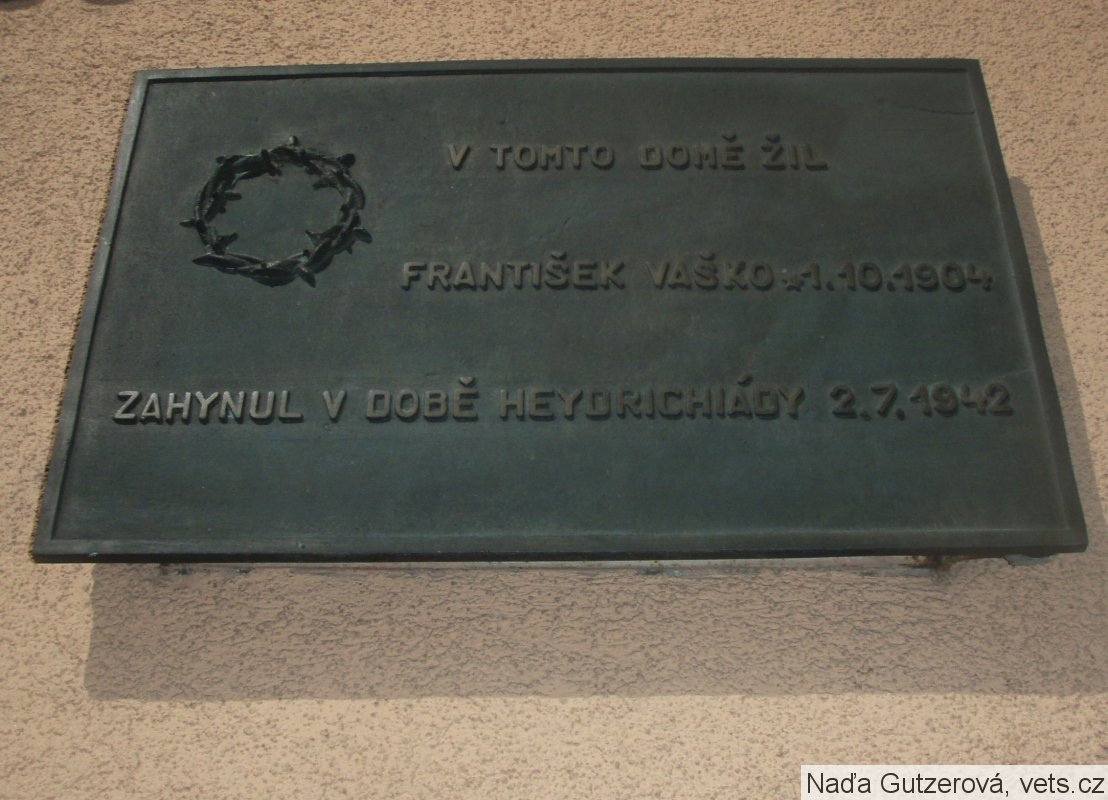 V TOMTO DOMĚ ŽIL
FRANTIŠEK VAŠKO *1.10.1904
ZAHYNUL V DOBĚ HEYDRICHIÁDY 2.7.1942
Naďa Gutzerová, vets.cz